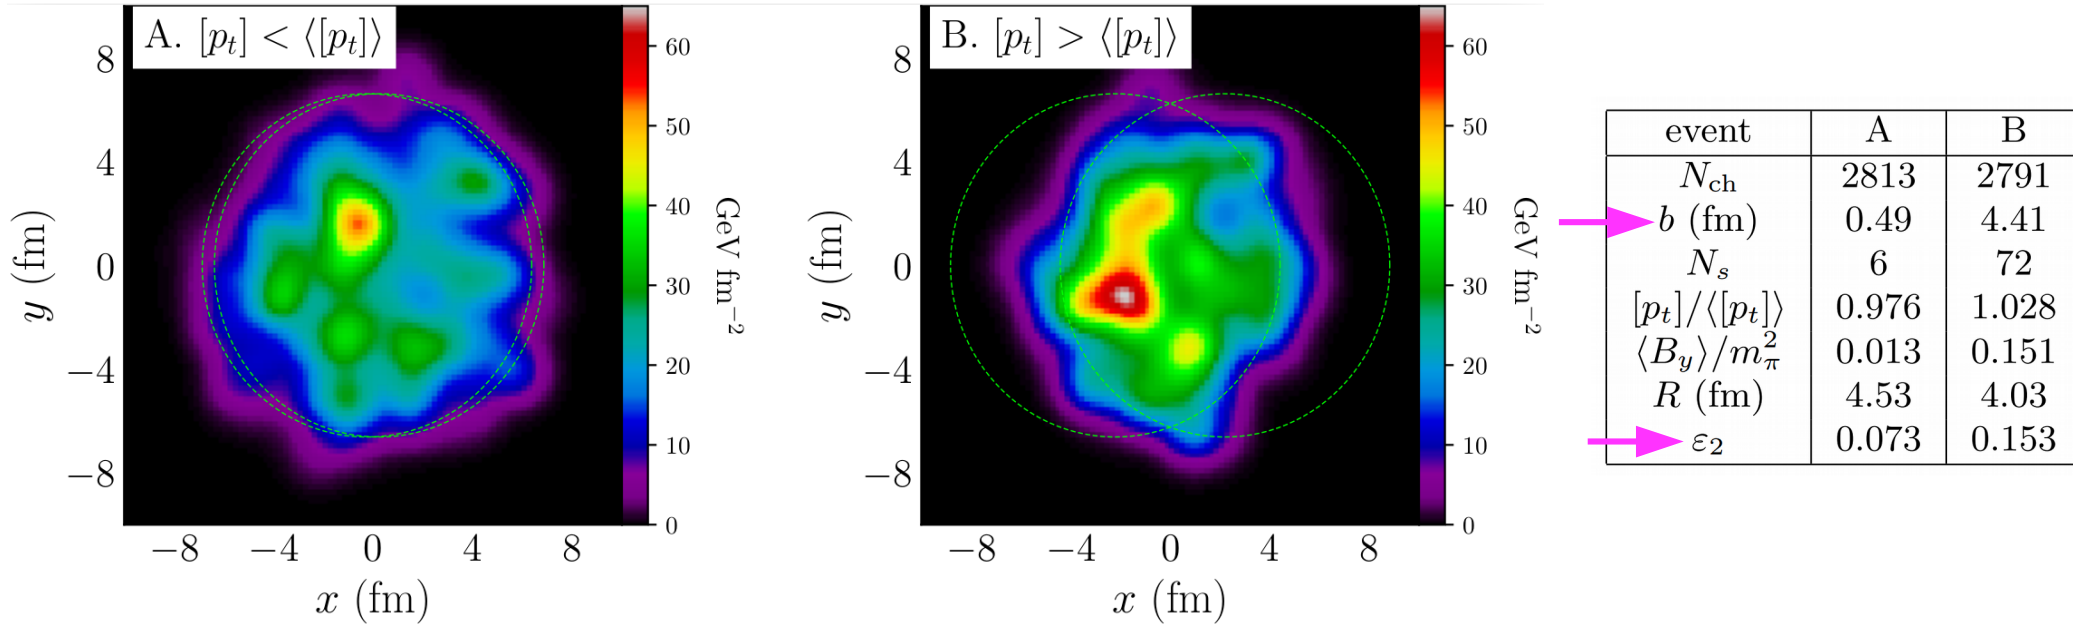 A. [p_t] < ⟨[p_t]⟩
8
4
0
−4
−8
y (fm)
−8 −4 0 4 8
x (fm)
60
50
40
30
20
10
0
GeV fm⁻²
B. [p_t] > ⟨[p_t]⟩
8
4
0
−4
−8
y (fm)
−8 −4 0 4 8
x (fm)
60
50
40
30
20
10
0
GeV fm⁻²
event A B
N_ch 2813 2791
b (fm) 0.49 4.41
N_s 6 72
[p_t]/⟨[p_t]⟩ 0.976 1.028
⟨B_y⟩/m_π² 0.013 0.151
R (fm) 4.53 4.03
ε₂ 0.073 0.153